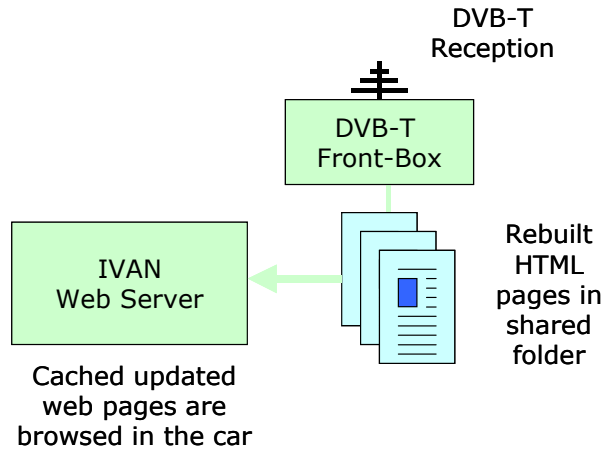 DVB-T
Reception
DVB-T
Front-Box
IVAN
Web Server
Rebuilt
HTML
pages in
shared
folder
Cached updated
web pages are
browsed in the car